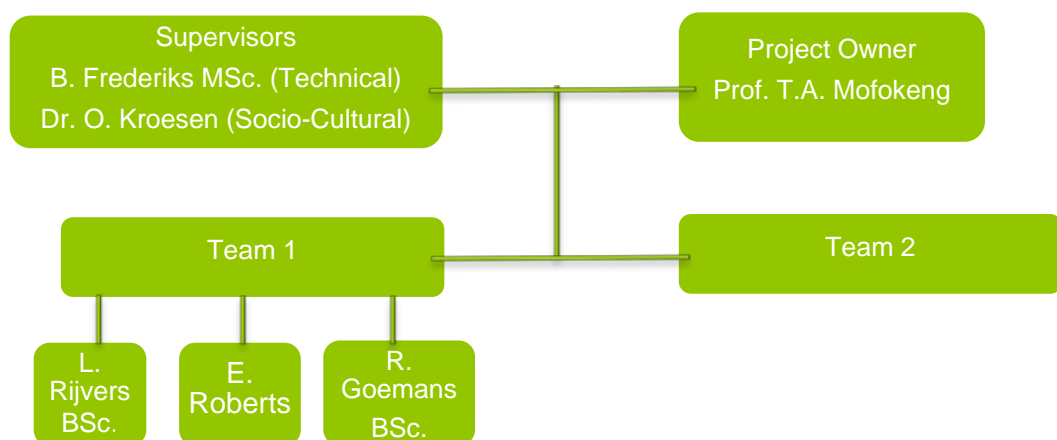 Supervisors
B. Frederiks MSc. (Technical)
Dr. O. Kroesen (Socio-Cultural)
Project Owner
Prof. T.A. Mofokeng
Team 1
Team 2
L.
Rijvers
BSc.
E.
Roberts
R.
Goemans
BSc.